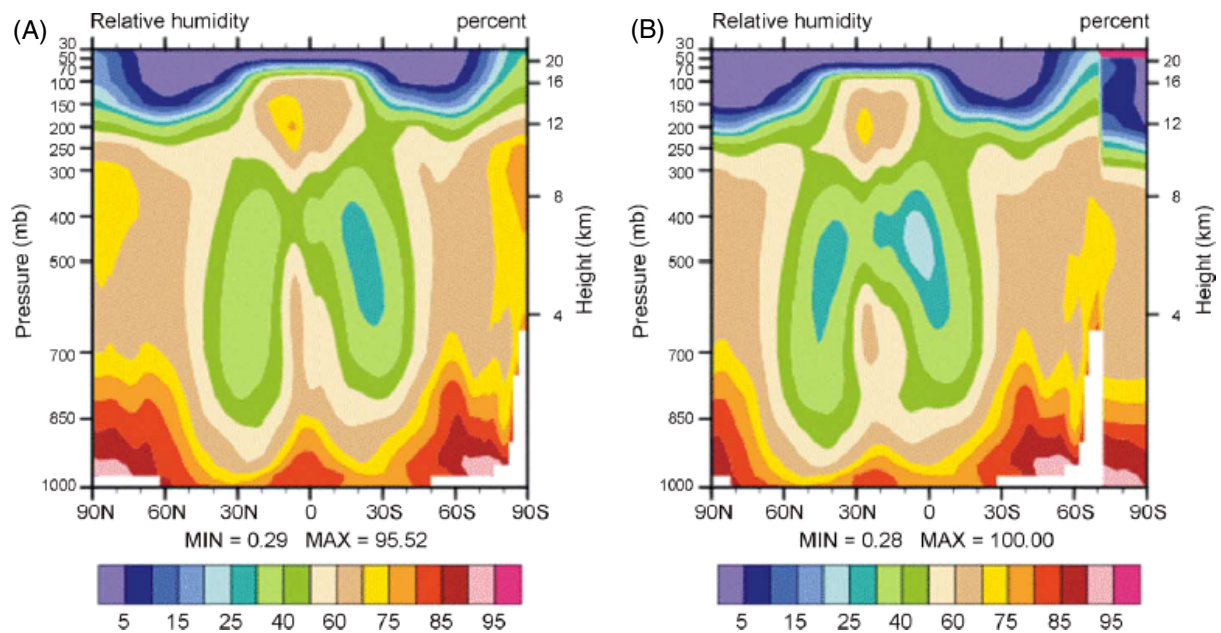 (A)
Relative humidity percent
30
50
70
100
150
200
250
300
400
500
700
850
1000
Pressure (mb)
20
16
12
8
4
Height (km)
90N 60N 30N 0 30S 60S 90S
MIN = 0.29 MAX = 95.52
5 15 25 40 60 75 85 95
(B)
Relative humidity percent
30
50
70
100
150
200
250
300
400
500
700
850
1000
Pressure (mb)
20
16
12
8
4
Height (km)
90N 60N 30N 0 30S 60S 90S
MIN = 0.28 MAX = 100.00
5 15 25 40 60 75 85 95